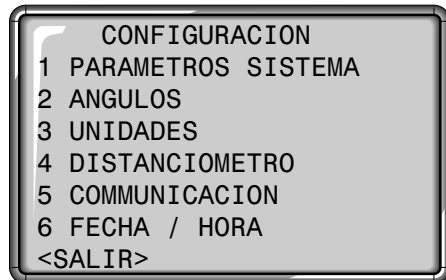 CONFIGURACION
1 PARAMETROS SISTEMA
2 ANGULOS
3 UNIDADES
4 DISTANCIOMETRO
5 COMMUNICACION
6 FECHA / HORA
<SALIR>